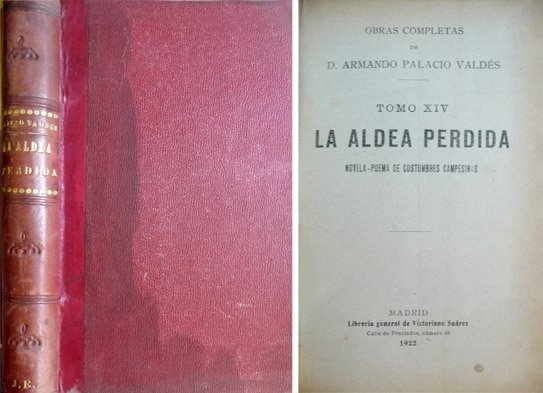 ACIO VALDÉS
LA ALDEA
PERDIDA
J. E.
OBRAS COMPLETAS
DE
D. ARMANDO PALACIO VALDÉS
TOMO XIV
LA ALDEA PERDIDA
NOVELA-POEMA DE COSTUMBRES CAMPESINAS
MADRID
Librería general de Victoriano Suárez
Calle de Preciados, número 48
1922